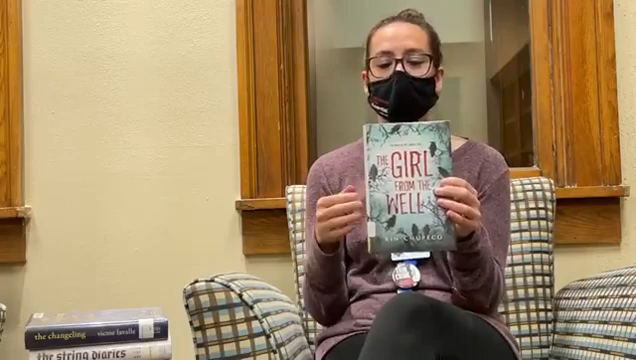 THE
GIRL
FROM THE
WELL
RIN CHUPECO
the changeling victor lavalle
the string diaries